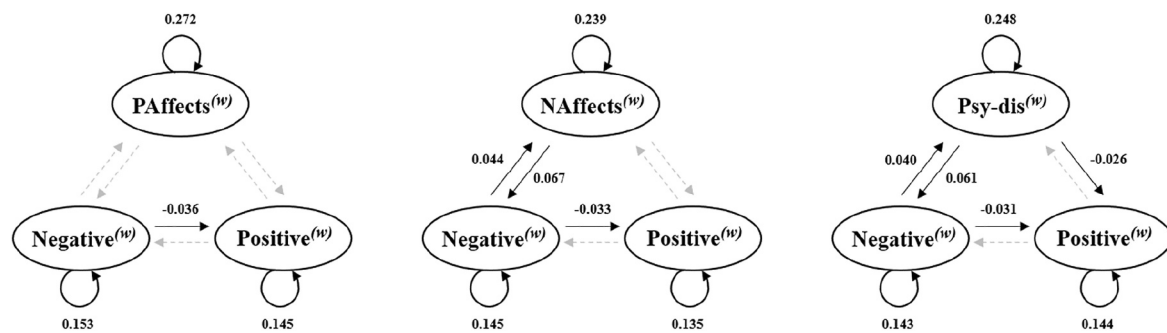 0.272 0.239 0.248
PAffects(w) NAffects(w) Psy-dis(w)
0.044 0.067 0.040 0.061 -0.026
-0.036 -0.033 -0.031
Negative(w) Positive(w) Negative(w) Positive(w) Negative(w) Positive(w)
0.153 0.145 0.145 0.135 0.143 0.144